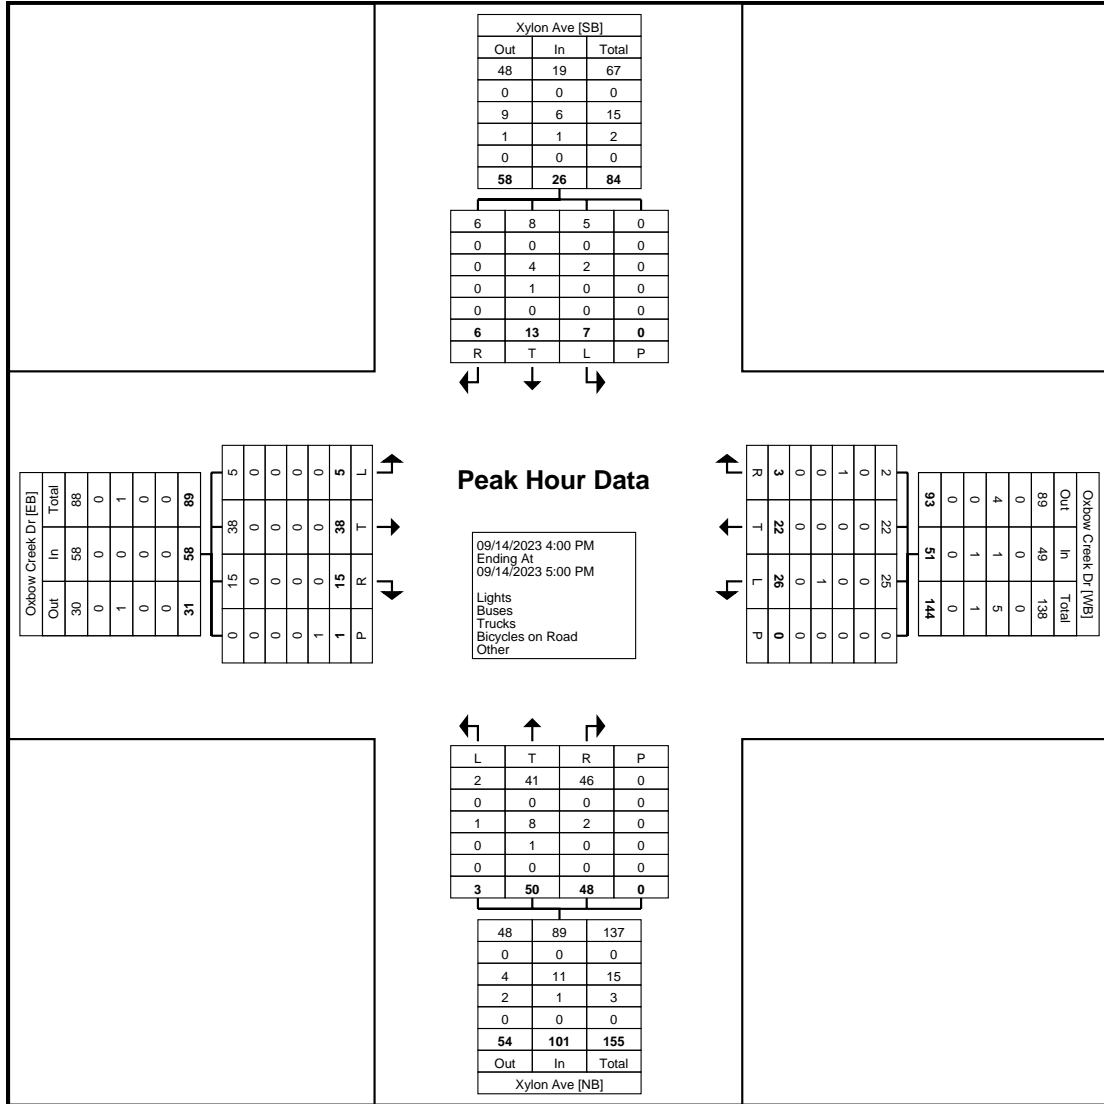 Xylon Ave [SB]
Out In Total
48 19 67
0 0 0
9 6 15
1 1 2
0 0 0
58 26 84
6 8 5 0
0 0 0 0
0 4 2 0
0 1 0 0
0 0 0 0
6 13 7 0
R T L P
L T R P
5 38 15 1
0 0 0 1
0 0 0 0
0 0 0 0
0 0 0 0
5 38 15 0
89 58 31
0 0 0
0 0 0
1 0 1
0 0 0
88 58 30
Total In Out
Oxbow Creek Dr [EB]
Peak Hour Data
09/14/2023 4:00 PM
Ending At
09/14/2023 5:00 PM
Lights
Buses
Trucks
Bicycles on Road
Other
Oxbow Creek Dr [WB]
Out In Total
89 49 138
0 0 0
4 1 5
0 1 1
0 0 0
93 51 144
2 22 25 0
0 0 0 0
1 0 0 0
0 0 1 0
0 0 0 0
3 22 26 0
R T L P
L T R P
2 41 46 0
0 0 0 0
1 8 2 0
0 1 0 0
0 0 0 0
3 50 48 0
48 89 137
0 0 0
4 11 15
2 1 3
0 0 0
54 101 155
Out In Total
Xylon Ave [NB]